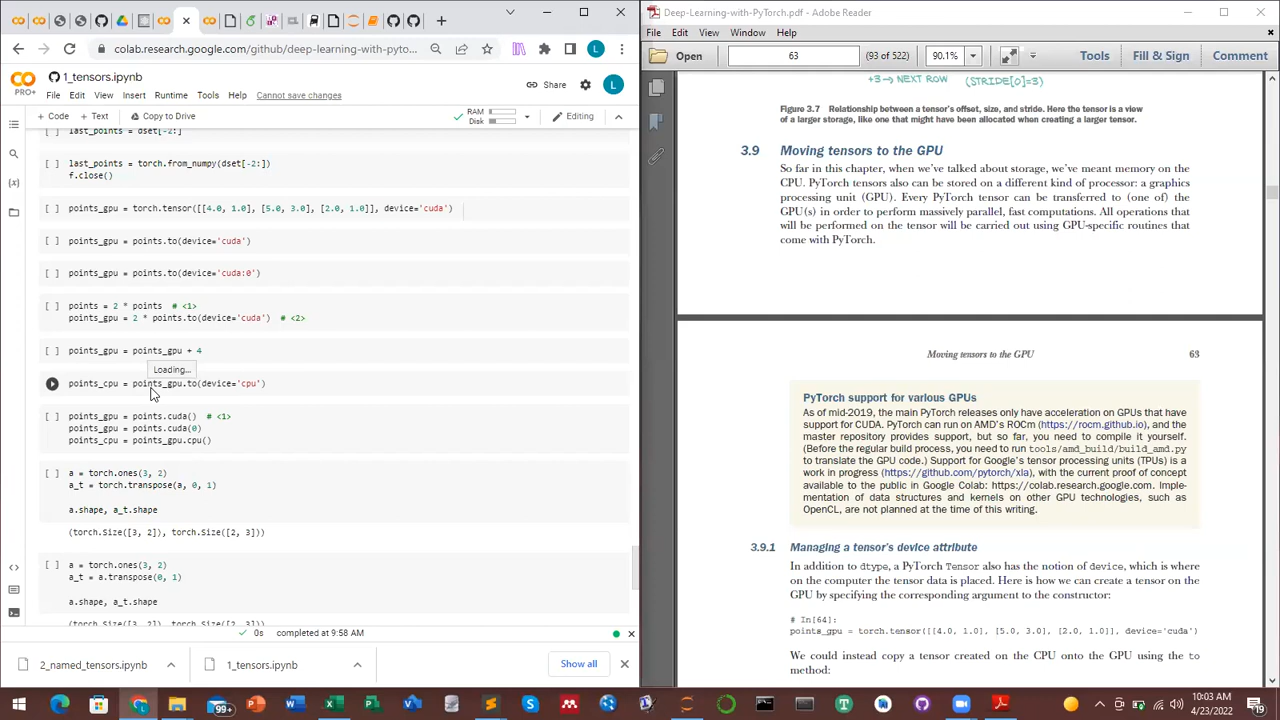 colab.research.google.com/github/deep-learning-with-pyto...
1_tensors.ipynb
PRO+
Share
File Edit View Insert Runtime Tools Help Cannot save changes
+ Code + Text Copy to Drive
RAM
Disk
Editing
last_points = dset[-2:]
[ ] last_points = torch.from_numpy(dset[-2:])
f.close()
[ ] points_gpu = torch.tensor([[4.0, 1.0], [5.0, 3.0], [2.0, 1.0]], device='cuda')
[ ] points_gpu = points.to(device='cuda')
[ ] points_gpu = points.to(device='cuda:0')
[ ] points = 2 * points # <1>
points_gpu = 2 * points.to(device='cuda') # <2>
[ ] points_gpu = points_gpu + 4
Loading...
points_cpu = points_gpu.to(device='cpu')
[ ] points_gpu = points.cuda() # <1>
points_gpu = points.cuda(0)
points_cpu = points_gpu.cpu()
[ ] a = torch.ones(3, 2)
a_t = torch.transpose(a, 0, 1)
a.shape, a_t.shape
(torch.Size([3, 2]), torch.Size([2, 3]))
[ ] a = torch.ones(3, 2)
a_t = a.transpose(0, 1)
a.shape, a_t.shape
(torch.Size([3, 2]), torch.Size([2, 3]))
0s completed at 9:58 AM
2_named_tensors.ipynb
1_tensors.ipynb
Show all
Deep-Learning-with-PyTorch.pdf - Adobe Reader
File Edit View Window Help
Open 63 (93 of 522) 90.1% Tools Fill & Sign Comment
+3 → NEXT ROW (STRIDE[0]=3)
Figure 3.7 Relationship between a tensor's offset, size, and stride. Here the tensor is a view
of a larger storage, like one that might have been allocated when creating a larger tensor.
3.9 Moving tensors to the GPU
So far in this chapter, when we've talked about storage, we've meant memory on the
CPU. PyTorch tensors also can be stored on a different kind of processor: a graphics
processing unit (GPU). Every PyTorch tensor can be transferred to (one of) the
GPU(s) in order to perform massively parallel, fast computations. All operations that
will be performed on the tensor will be carried out using GPU-specific routines that
come with PyTorch.
Moving tensors to the GPU 63
PyTorch support for various GPUs
As of mid-2019, the main PyTorch releases only have acceleration on GPUs that have
support for CUDA. PyTorch can run on AMD's ROCm (https://rocm.github.io), and the
master repository provides support, but so far, you need to compile it yourself.
(Before the regular build process, you need to run tools/amd_build/build_amd.py
to translate the GPU code.) Support for Google's tensor processing units (TPUs) is a
work in progress (https://github.com/pytorch/xla), with the current proof of concept
available to the public in Google Colab: https://colab.research.google.com. Imple-
mentation of data structures and kernels on other GPU technologies, such as
OpenCL, are not planned at the time of this writing.
3.9.1 Managing a tensor's device attribute
In addition to dtype, a PyTorch Tensor also has the notion of device, which is where
on the computer the tensor data is placed. Here is how we can create a tensor on the
GPU by specifying the corresponding argument to the constructor:
# In[64]:
points_gpu = torch.tensor([[4.0, 1.0], [5.0, 3.0], [2.0, 1.0]], device='cuda')
We could instead copy a tensor created on the CPU onto the GPU using the to
method:
99+
10:03 AM
4/23/2022
19